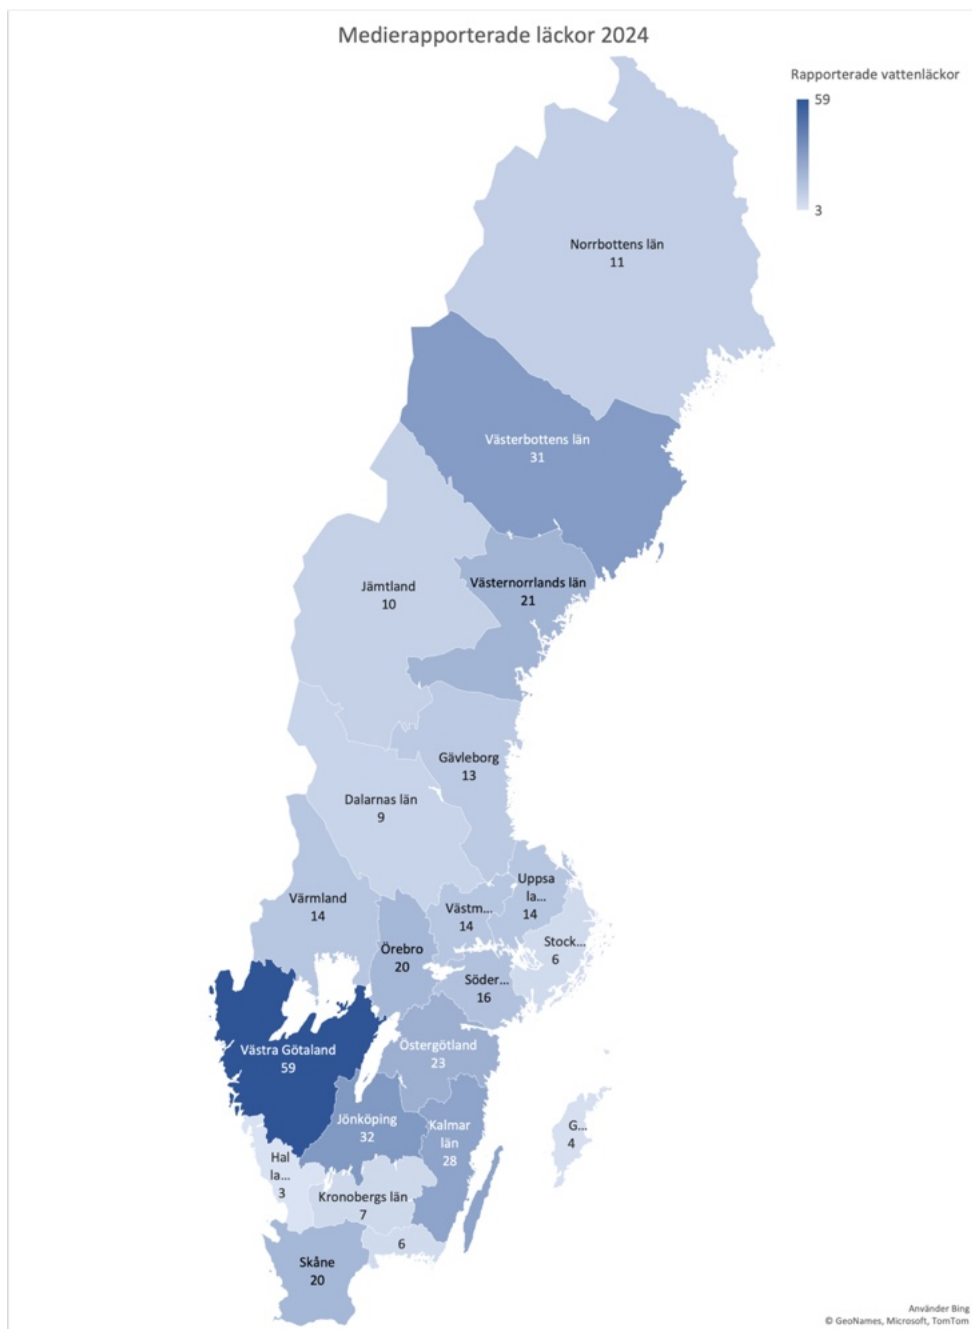 Medierapporterade läckor 2024
Rapporterade vattenläckor
59
3
Norrbottens län
11
Västerbottens län
31
Jämtland
10
Västernorrlands län
21
Gävleborg
13
Dalarnas län
9
Uppsa
la...
14
Värmland
14
Västm...
14
Stock...
6
Örebro
20
Söder...
16
Västra Götaland
59
Östergötland
23
Jönköping
32
Kalmar
län
28
G...
4
Hal
la...
3
Kronobergs län
7
6
Skåne
20
Använder Bing
© GeoNames, Microsoft, TomTom